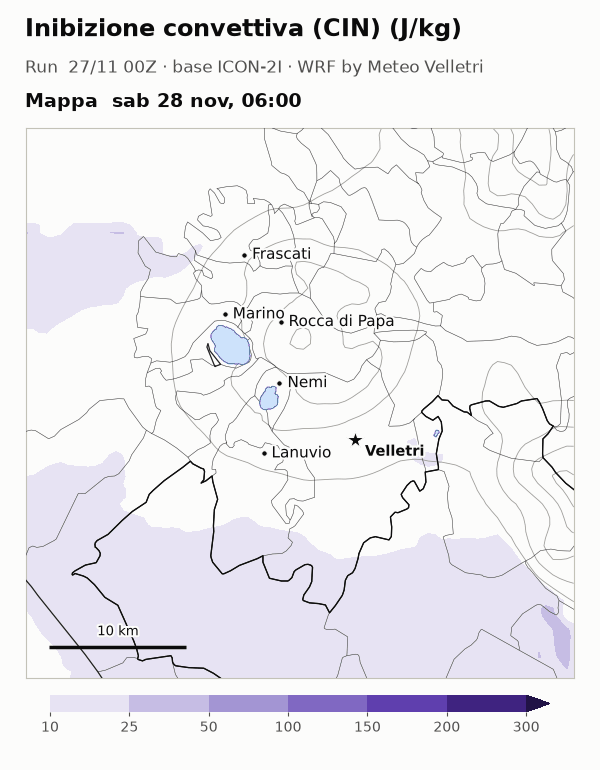 Inibizione convettiva (CIN) (J/kg)
Run  27/11 00Z · base ICON-2I · WRF by Meteo Velletri
Mappa  sab 28 nov, 06:00
Frascati
Marino
Rocca di Papa
Nemi
Velletri
Lanuvio
10 km
10 25 50 100 150 200 300